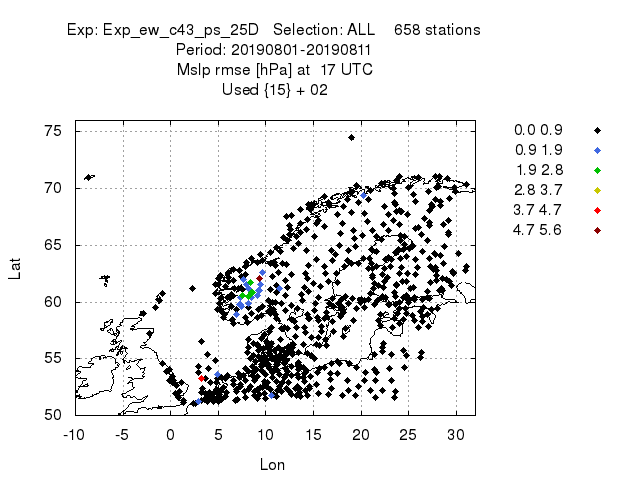 Exp: Exp_ew_c43_ps_25D Selection: ALL 658 stations
Period: 20190801-20190811
Mslp rmse [hPa] at 17 UTC
Used {15} + 02
75
70
65
60
55
50
Lat
-10 -5 0 5 10 15 20 25 30
Lon
0.0 0.9
0.9 1.9
1.9 2.8
2.8 3.7
3.7 4.7
4.7 5.6